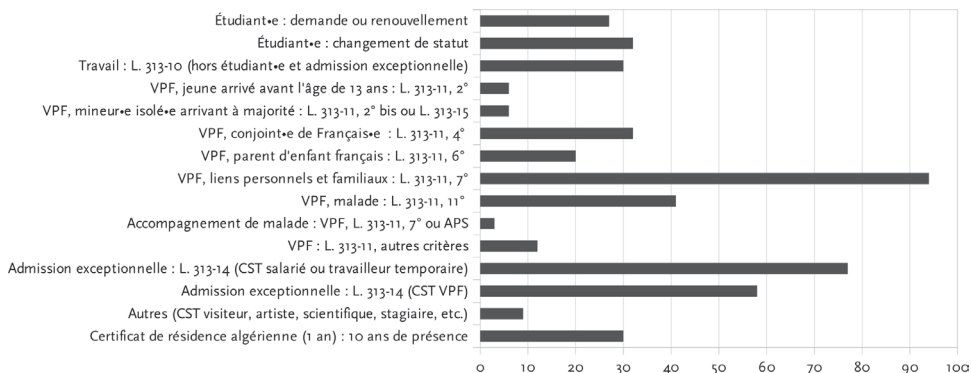 Étudiant•e : demande ou renouvellement
Étudiant•e : changement de statut
Travail : L. 313-10 (hors étudiant•e et admission exceptionnelle)
VPF, jeune arrivé avant l'âge de 13 ans : L. 313-11, 2°
VPF, mineur•e isolé•e arrivant à majorité : L. 313-11, 2° bis ou L. 313-15
VPF, conjoint•e de Français•e : L. 313-11, 4°
VPF, parent d'enfant français : L. 313-11, 6°
VPF, liens personnels et familiaux : L. 313-11, 7°
VPF, malade : L. 313-11, 11°
Accompagnement de malade : VPF, L. 313-11, 7° ou APS
VPF : L. 313-11, autres critères
Admission exceptionnelle : L. 313-14 (CST salarié ou travailleur temporaire)
Admission exceptionnelle : L. 313-14 (CST VPF)
Autres (CST visiteur, artiste, scientifique, stagiaire, etc.)
Certificat de résidence algérienne (1 an) : 10 ans de présence
0 10 20 30 40 50 60 70 80 90 100